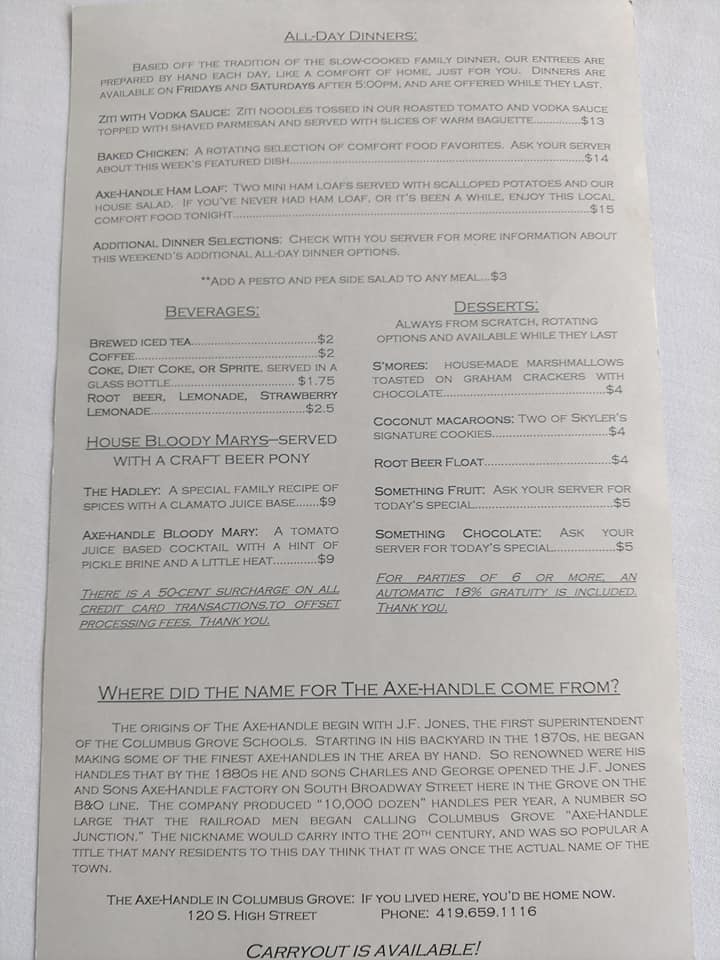 ALL-DAY DINNERS:
BASED OFF THE TRADITION OF THE SLOW-COOKED FAMILY DINNER, OUR ENTREES ARE
PREPARED BY HAND EACH DAY, LIKE A COMFORT OF HOME, JUST FOR YOU. DINNERS ARE
AVAILABLE ON FRIDAYS AND SATURDAYS AFTER 5:00PM, AND ARE OFFERED WHILE THEY LAST.
ZITI WITH VODKA SAUCE: ZITI NOODLES TOSSED IN OUR ROASTED TOMATO AND VODKA SAUCE
TOPPED WITH SHAVED PARMESAN AND SERVED WITH SLICES OF WARM BAGUETTE...............$13
BAKED CHICKEN: A ROTATING SELECTION OF COMFORT FOOD FAVORITES. ASK YOUR SERVER
ABOUT THIS WEEK'S FEATURED DISH..............................................................................$14
AXE-HANDLE HAM LOAF: TWO MINI HAM LOAFS SERVED WITH SCALLOPED POTATOES AND OUR
HOUSE SALAD. IF YOU'VE NEVER HAD HAM LOAF, OR IT'S BEEN A WHILE, ENJOY THIS LOCAL
COMFORT FOOD TONIGHT...............................................................................................$15
ADDITIONAL DINNER SELECTIONS: CHECK WITH YOU SERVER FOR MORE INFORMATION ABOUT
THIS WEEKEND'S ADDITIONAL ALL-DAY DINNER OPTIONS.
**ADD A PESTO AND PEA SIDE SALAD TO ANY MEAL...$3
BEVERAGES:
BREWED ICED TEA................................$2
COFFEE................................................$2
COKE, DIET COKE, OR SPRITE, SERVED IN A
GLASS BOTTLE................................ $1.75
ROOT BEER, LEMONADE, STRAWBERRY
LEMONADE........................................$2.5
HOUSE BLOODY MARYS—SERVED
WITH A CRAFT BEER PONY
THE HADLEY: A SPECIAL FAMILY RECIPE OF
SPICES WITH A CLAMATO JUICE BASE.......$9
AXE-HANDLE BLOODY MARY: A TOMATO
JUICE BASED COCKTAIL WITH A HINT OF
PICKLE BRINE AND A LITTLE HEAT.............$9
THERE IS A 50-CENT SURCHARGE ON ALL
CREDIT CARD TRANSACTIONS.TO OFFSET
PROCESSING FEES. THANK YOU.
DESSERTS:
ALWAYS FROM SCRATCH, ROTATING
OPTIONS AND AVAILABLE WHILE THEY LAST
S'MORES: HOUSE-MADE MARSHMALLOWS
TOASTED ON GRAHAM CRACKERS WITH
CHOCOLATE.........................................$4
COCONUT MACAROONS: TWO OF SKYLER'S
SIGNATURE COOKIES.............................$4
ROOT BEER FLOAT................................$4
SOMETHING FRUIT: ASK YOUR SERVER FOR
TODAY'S SPECIAL...................................$5
SOMETHING CHOCOLATE: ASK YOUR
SERVER FOR TODAY'S SPECIAL.................$5
FOR PARTIES OF 6 OR MORE, AN
AUTOMATIC 18% GRATUITY IS INCLUDED.
THANK YOU.
WHERE DID THE NAME FOR THE AXE-HANDLE COME FROM?
THE ORIGINS OF THE AXE-HANDLE BEGIN WITH J.F. JONES, THE FIRST SUPERINTENDENT
OF THE COLUMBUS GROVE SCHOOLS. STARTING IN HIS BACKYARD IN THE 1870S, HE BEGAN
MAKING SOME OF THE FINEST AXE-HANDLES IN THE AREA BY HAND. SO RENOWNED WERE HIS
HANDLES THAT BY THE 1880S HE AND SONS CHARLES AND GEORGE OPENED THE J.F. JONES
AND SONS AXE-HANDLE FACTORY ON SOUTH BROADWAY STREET HERE IN THE GROVE ON THE
B&O LINE. THE COMPANY PRODUCED "10,000 DOZEN" HANDLES PER YEAR, A NUMBER SO
LARGE THAT THE RAILROAD MEN BEGAN CALLING COLUMBUS GROVE "AXE-HANDLE
JUNCTION." THE NICKNAME WOULD CARRY INTO THE 20TH CENTURY, AND WAS SO POPULAR A
TITLE THAT MANY RESIDENTS TO THIS DAY THINK THAT IT WAS ONCE THE ACTUAL NAME OF THE
TOWN.
THE AXE-HANDLE IN COLUMBUS GROVE: IF YOU LIVED HERE, YOU'D BE HOME NOW.
120 S. HIGH STREET PHONE: 419.659.1116
CARRYOUT IS AVAILABLE!